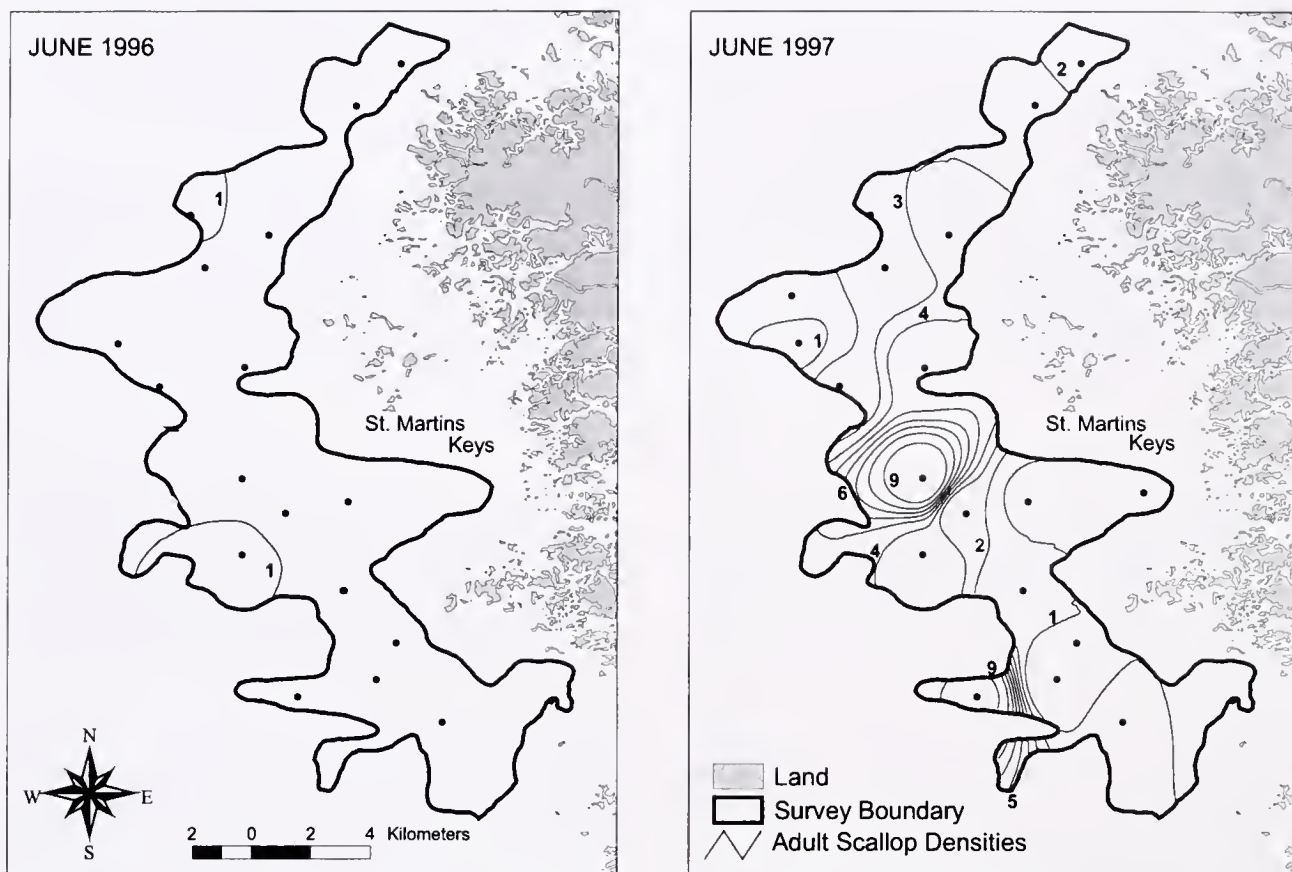 JUNE 1996
1
St. Martins
Keys
1
N
W E
S
2 0 2 4 Kilometers
JUNE 1997
2
3
4
1
St. Martins
Keys
9
6
4
2
1
9
5
Land
Survey Boundary
Adult Scallop Densities